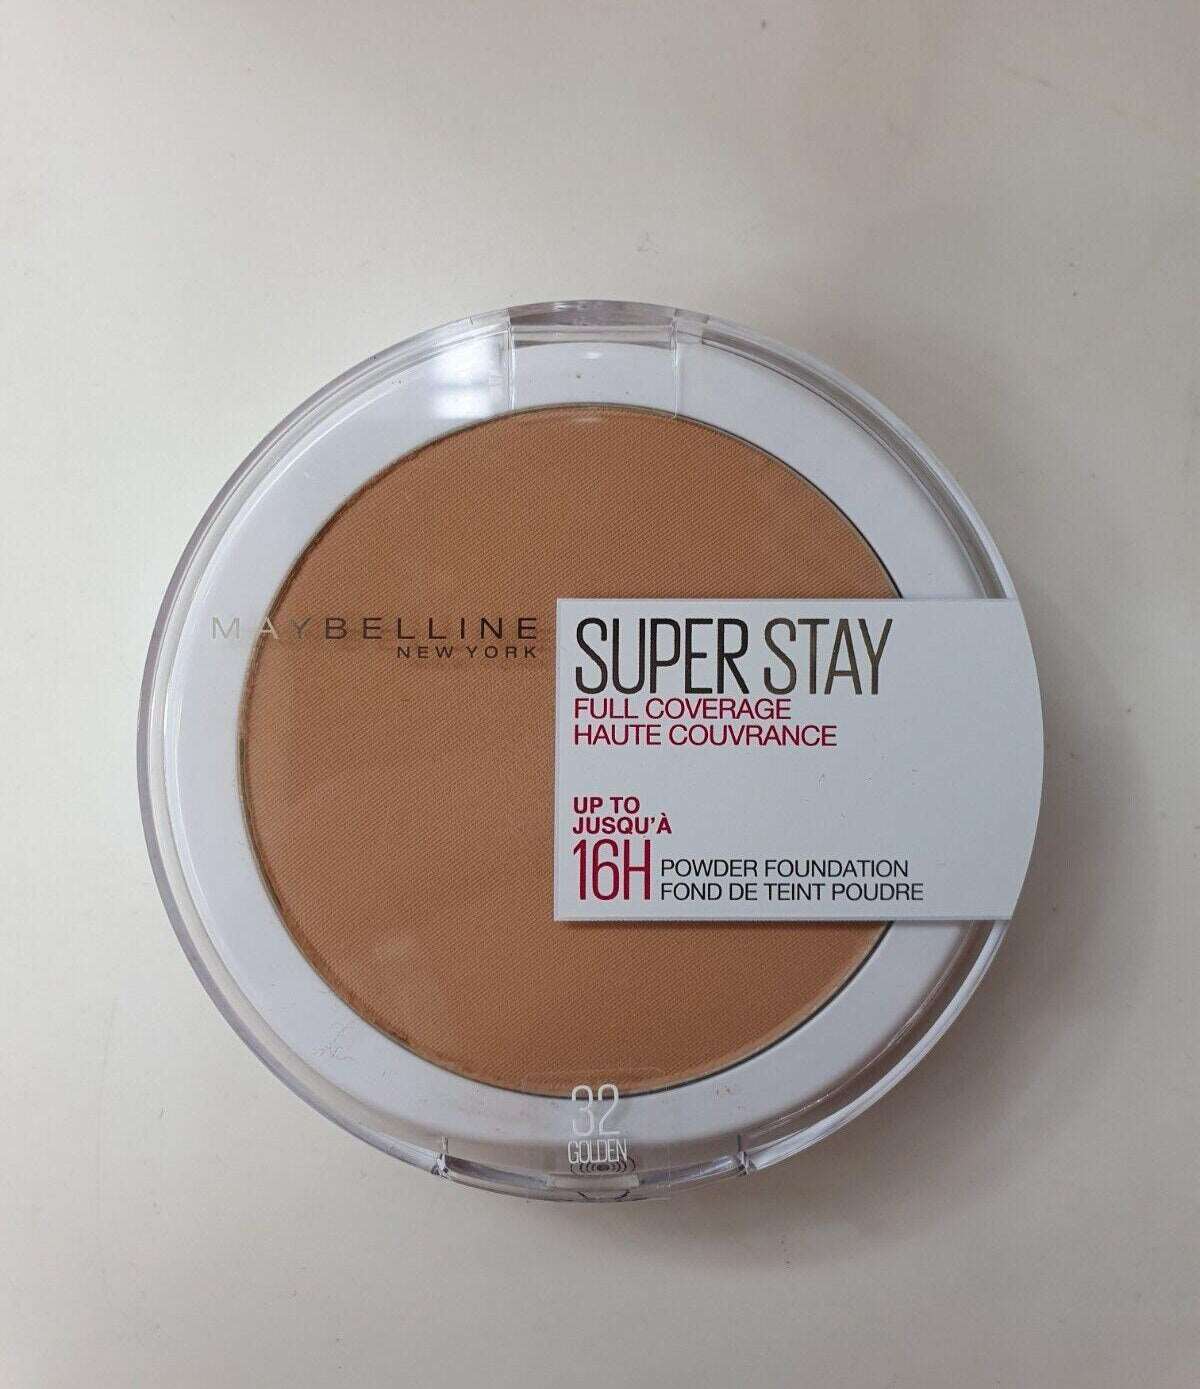 MAYBELLINE
NEW YORK
SUPER STAY
FULL COVERAGE
HAUTE COUVRANCE
UP TO
JUSQU'À
16H POWDER FOUNDATION
FOND DE TEINT POUDRE
32
GOLDEN